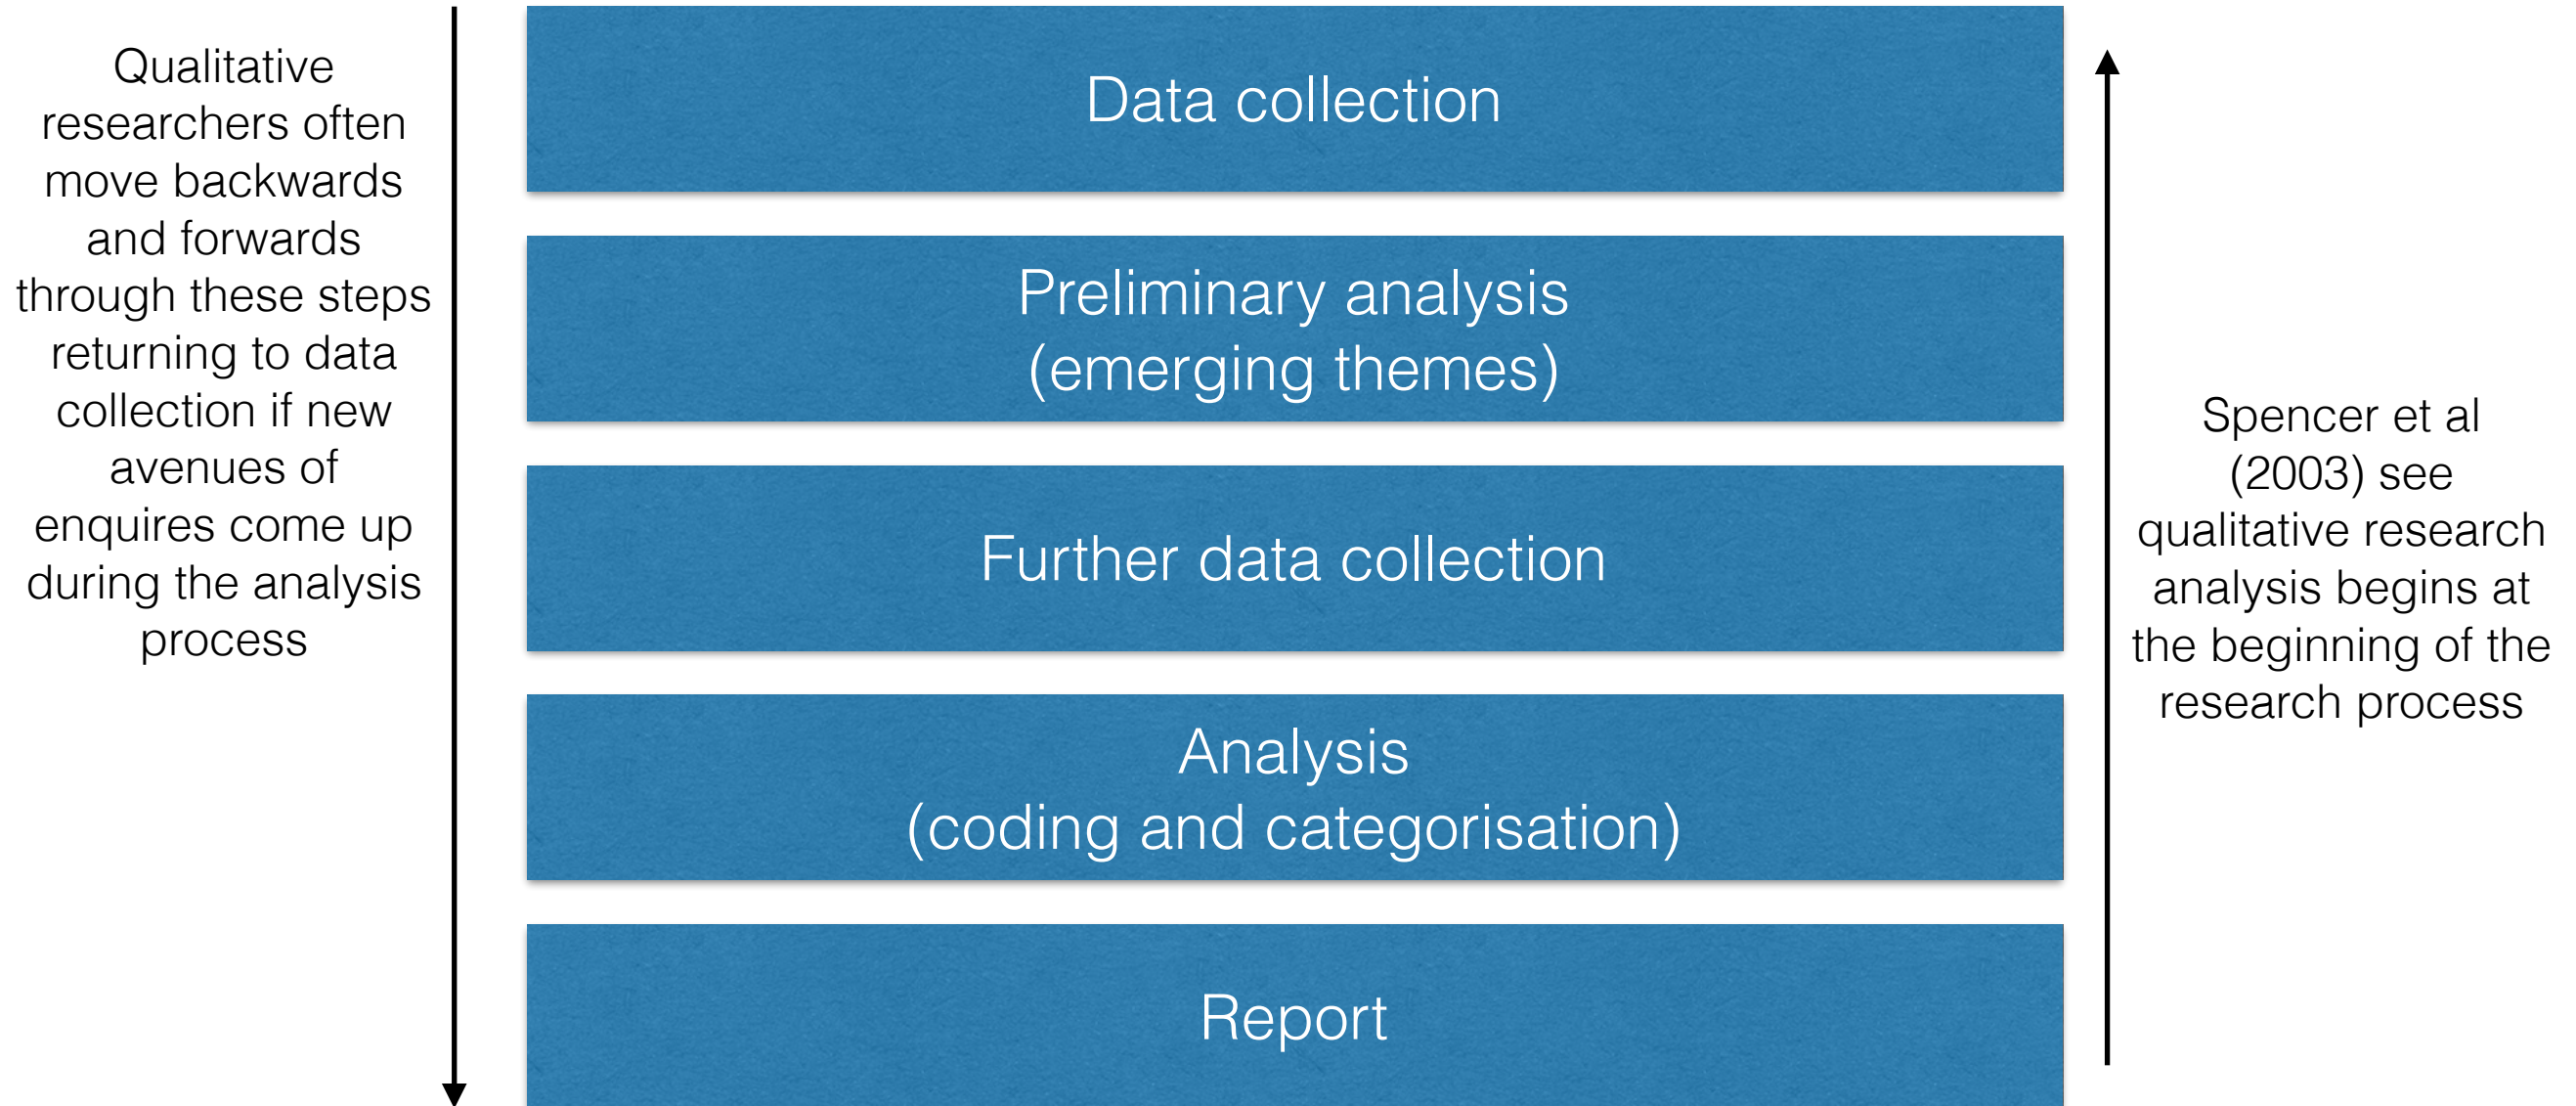 Qualitative
researchers often
move backwards
and forwards
through these steps
returning to data
collection if new
avenues of
enquires come up
during the analysis
process
Data collection
Preliminary analysis
(emerging themes)
Further data collection
Analysis
(coding and categorisation)
Report
Spencer et al
(2003) see
qualitative research
analysis begins at
the beginning of the
research process